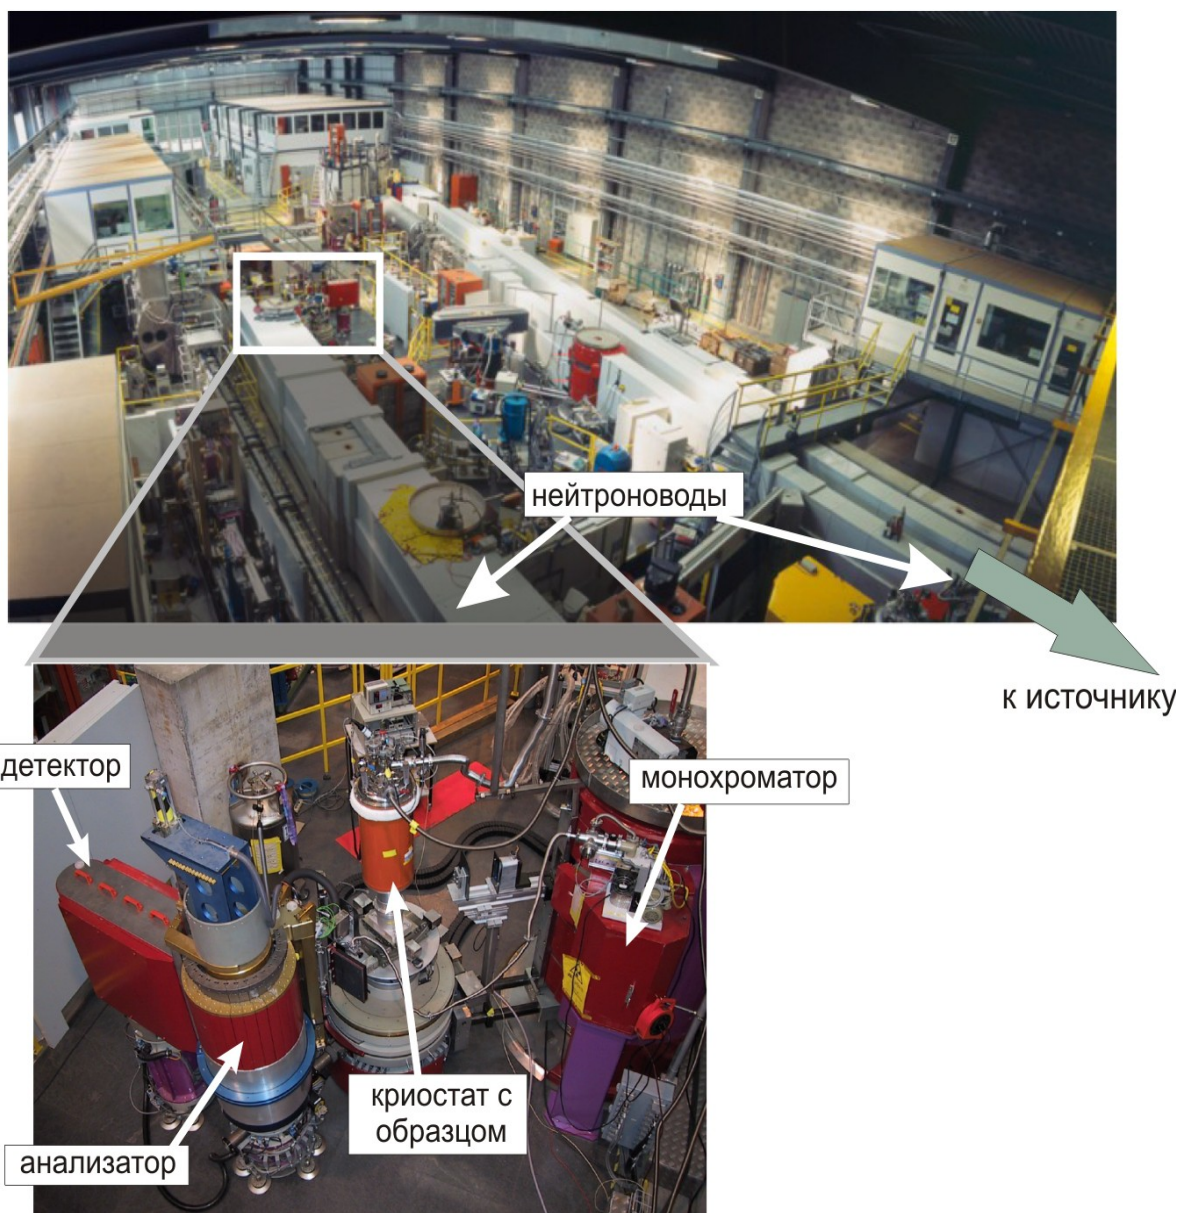 нейтроноводы
к источнику
детектор
монохроматор
криостат с
образцом
анализатор